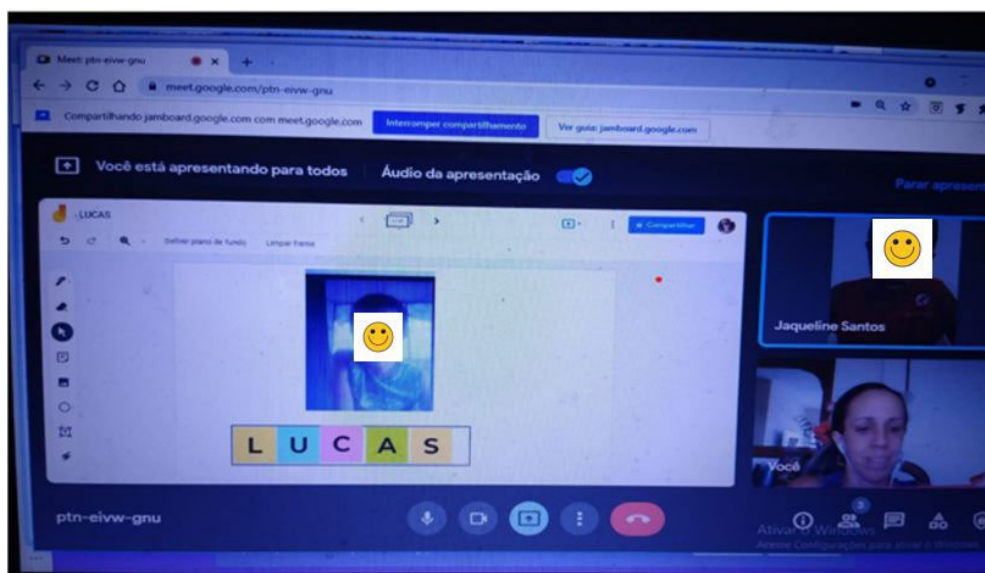 Meet: ptn-eivw-gnu
meet.google.com/ptn-eivw-gnu
Compartilhando jamboard.google.com com meet.google.com
Interromper compartilhamento
Ver guia: jamboard.google.com
Você está apresentando para todos
Áudio da apresentação
Parar apresent
LUCAS
Compartilhar
Definir plano de fundo
Limpar frame
Jaqueline Santos
L U C A S
Você
ptn-eivw-gnu
3
Ativar o Windows
Acesse Configurações para ativar o Windows